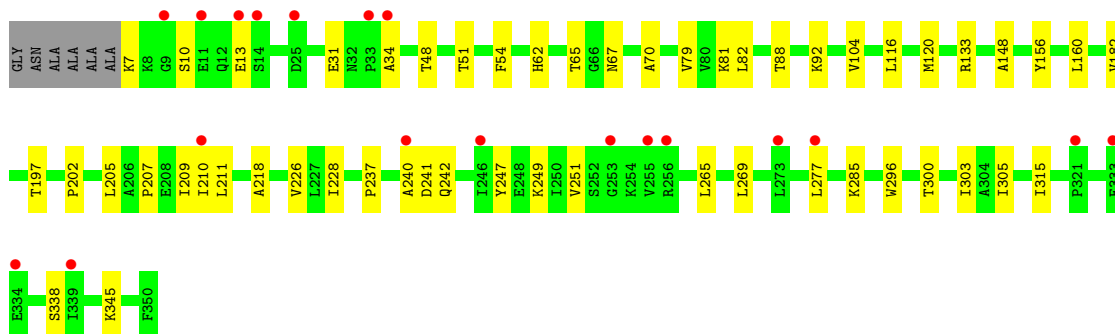 GLY ASN ALA ALA ALA ALA K7 K8 G9 S10 E11 Q12 E13 S14 D25 E31 N32 P33 A34 T48 T51 F54 H62 T65 G66 N67 A70 V79 V80 K81 L82 T88 K92 V104 L116 M120 R133 A148 Y156 L160 V182
T197 P202 L205 A206 P207 E208 I209 I210 L211 A218 V226 L227 I228 P237 A240 D241 Q242 I246 Y247 E248 K249 I250 V251 S252 G253 K254 V255 R256 L265 L269 L273 L277 K285 W296 T300 I303 A304 I305 I315 P321
E334 S338 I339 K345 F350